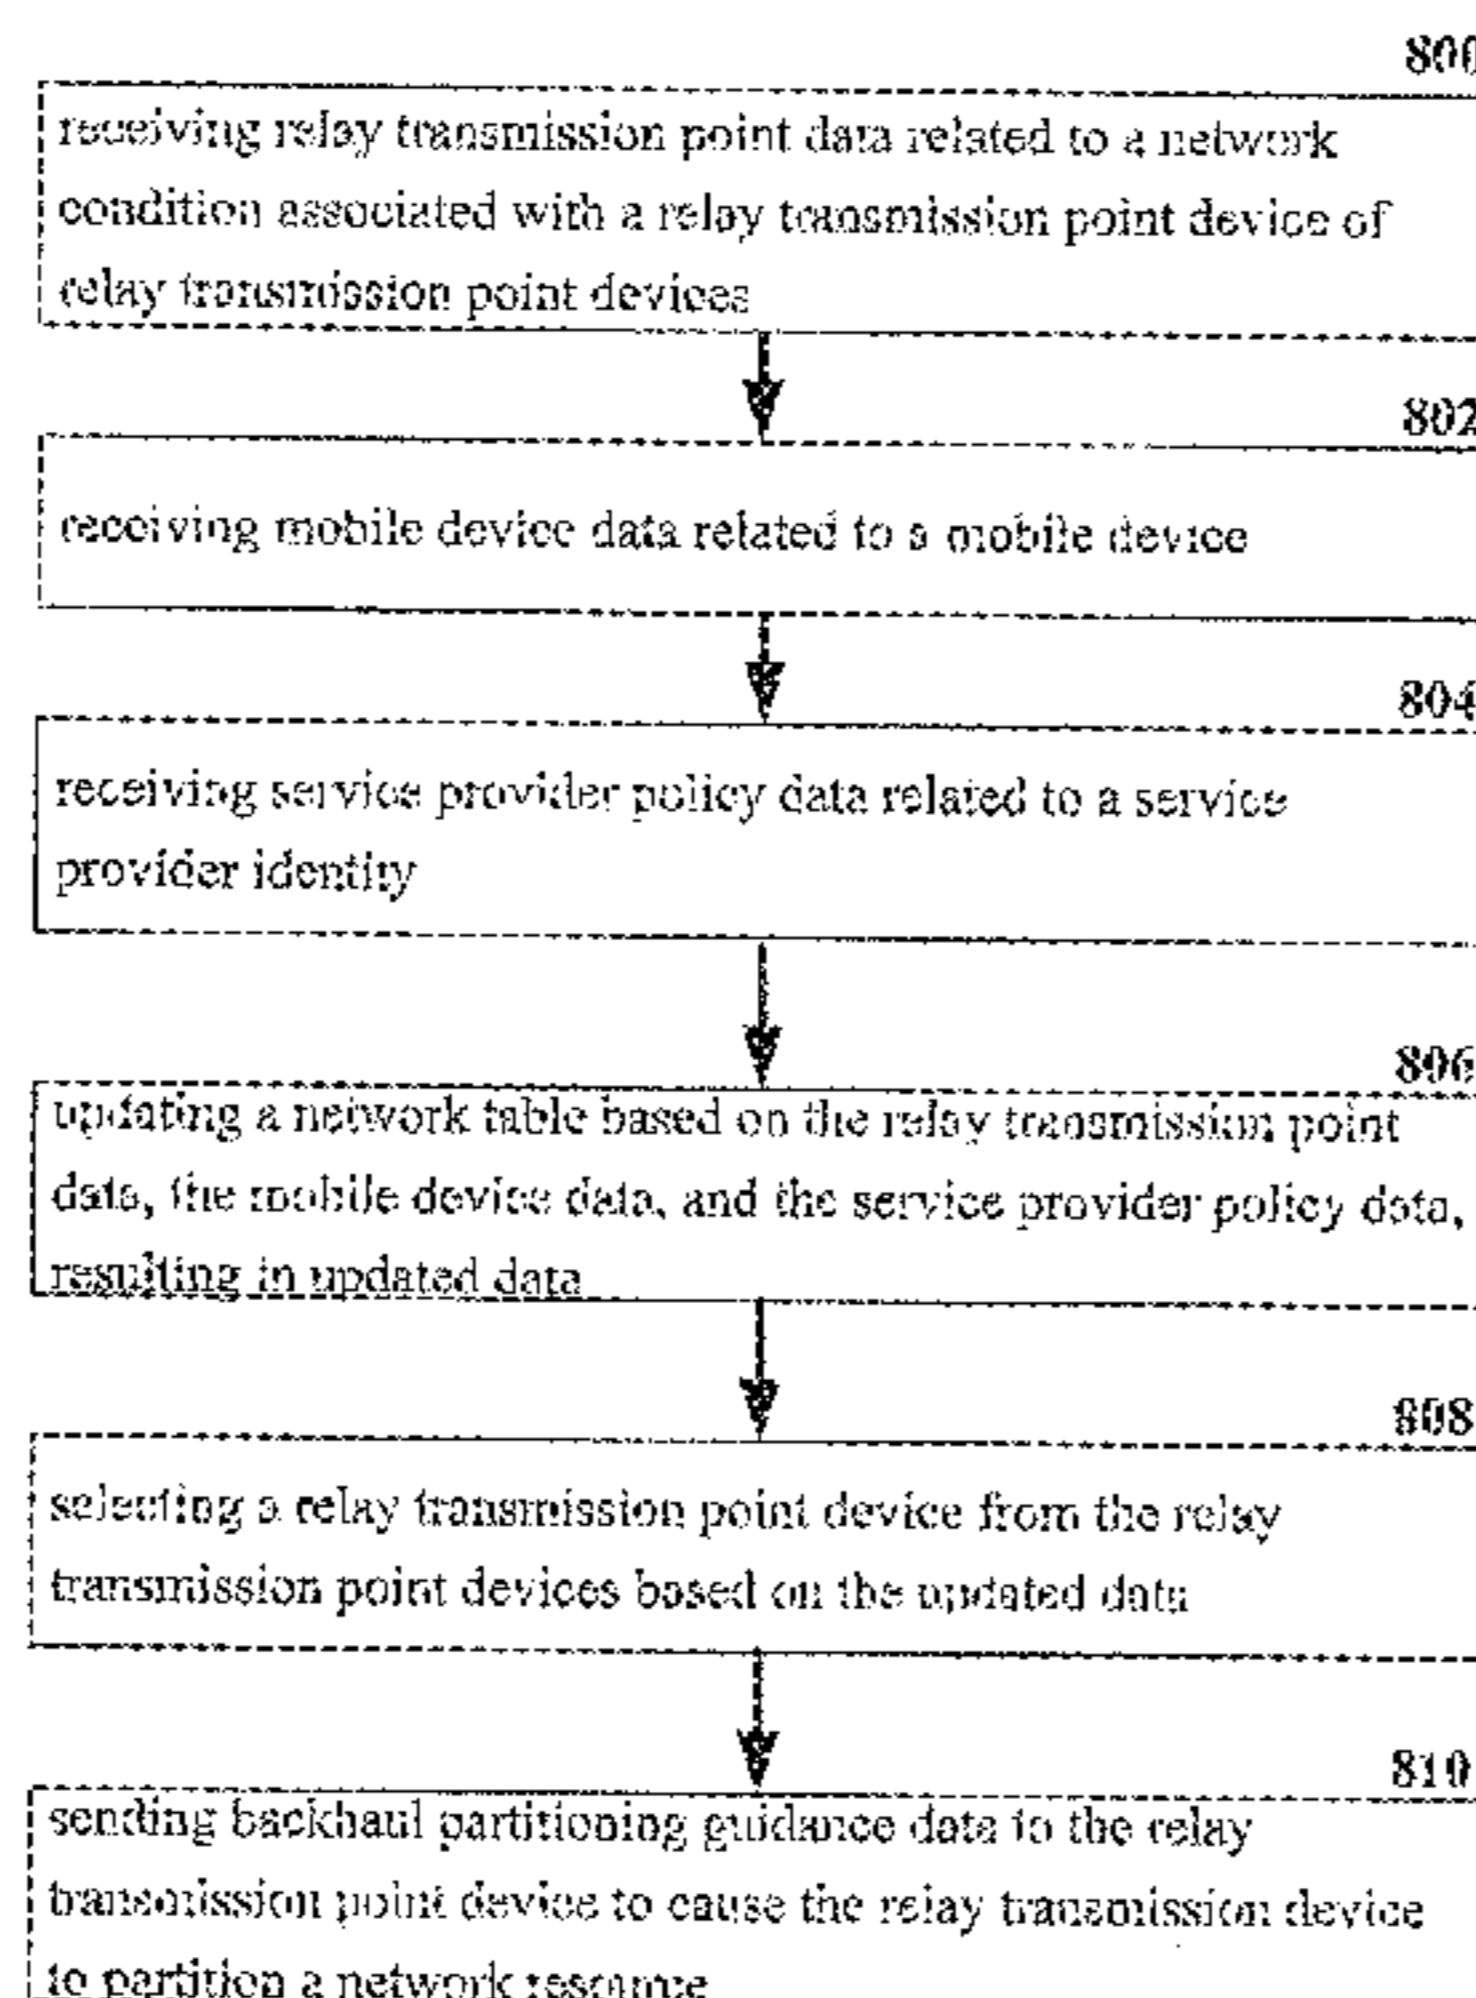 800
receiving relay transmission point data related to a network
condition associated with a relay transmission point device of
relay transmission point devices
802
receiving mobile device data related to a mobile device
804
receiving service provider policy data related to a service
provider identity
806
updating a network table based on the relay transmission point
data, the mobile device data, and the service provider policy data,
resulting in updated data
808
selecting a relay transmission point device from the relay
transmission point devices based on the updated data
810
sending backhaul partitioning guidance data to the relay
transmission point device to cause the relay transmission device
to partition a network resource